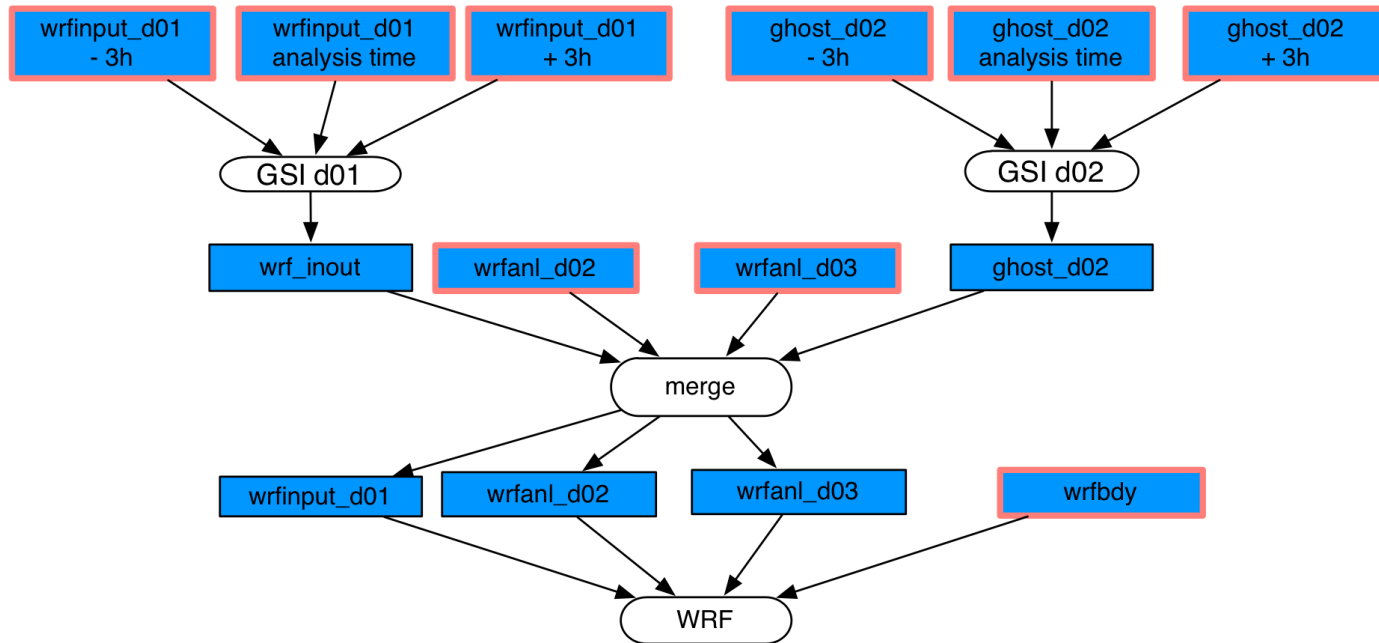 wrfinput_d01
- 3h
wrfinput_d01
analysis time
wrfinput_d01
+ 3h
ghost_d02
- 3h
ghost_d02
analysis time
ghost_d02
+ 3h
GSI d01
GSI d02
wrf_inout
wrfanl_d02
wrfanl_d03
ghost_d02
merge
wrfinput_d01
wrfanl_d02
wrfanl_d03
wrfbdy
WRF